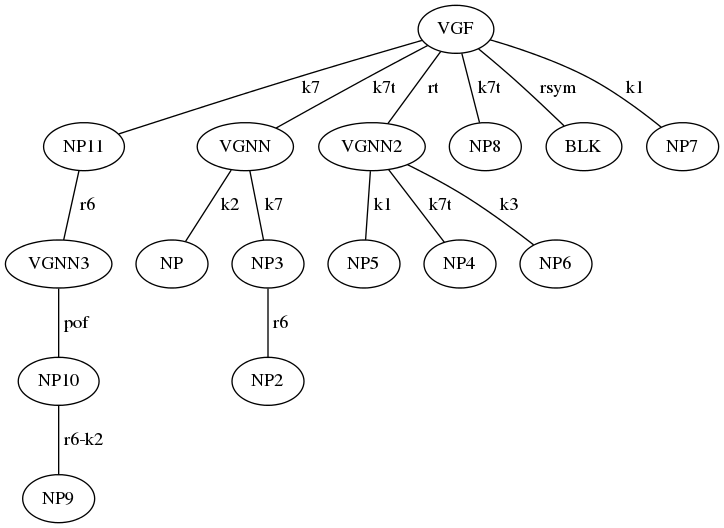 VGF
k7
k7t
rt
k7t
rsym
k1
NP11
VGNN
VGNN2
NP8
BLK
NP7
r6
k2
k7
k1
k7t
k3
VGNN3
NP
NP3
NP5
NP4
NP6
pof
r6
NP10
NP2
r6-k2
NP9